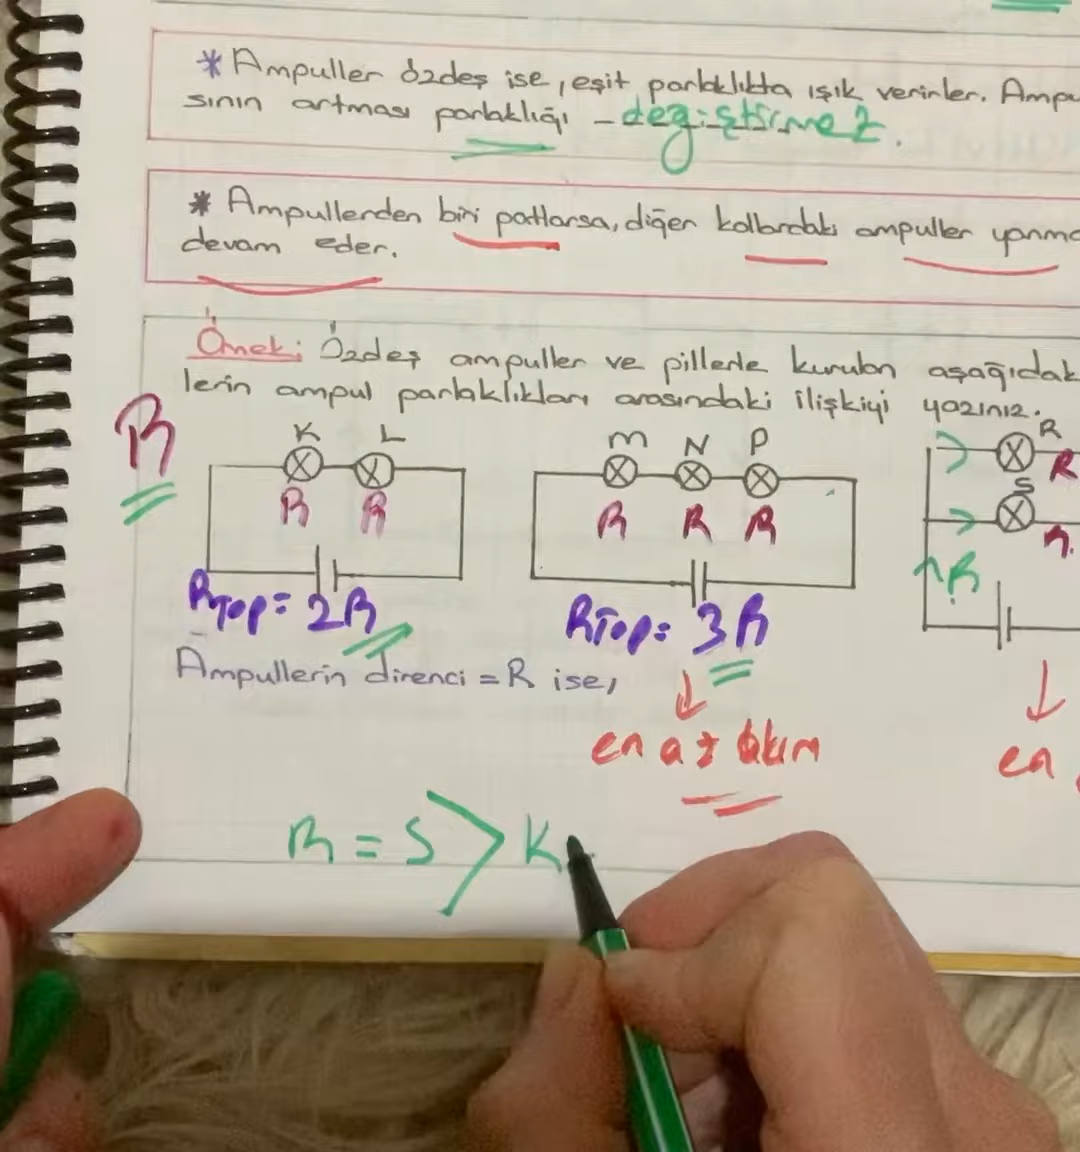 * Ampuller özdeş ise, eşit parlaklıkta ışık verirler. Ampu
sının artması parlaklığı değiştirmez.
* Ampullerden biri patlarsa, diğer kollardaki ampuller yanma
devam eder.
Örnek: Özdeş ampuller ve pillerle kurulan aşağıdak
lerin ampul parlaklıkları arasındaki ilişkiyi yazınız.
R
K L
R R
RTop= 2R
M N P
R R R
RTop= 3R
en az akım
R
R
S
R
R
en
Ampullerin direnci = R ise,
R = S > K